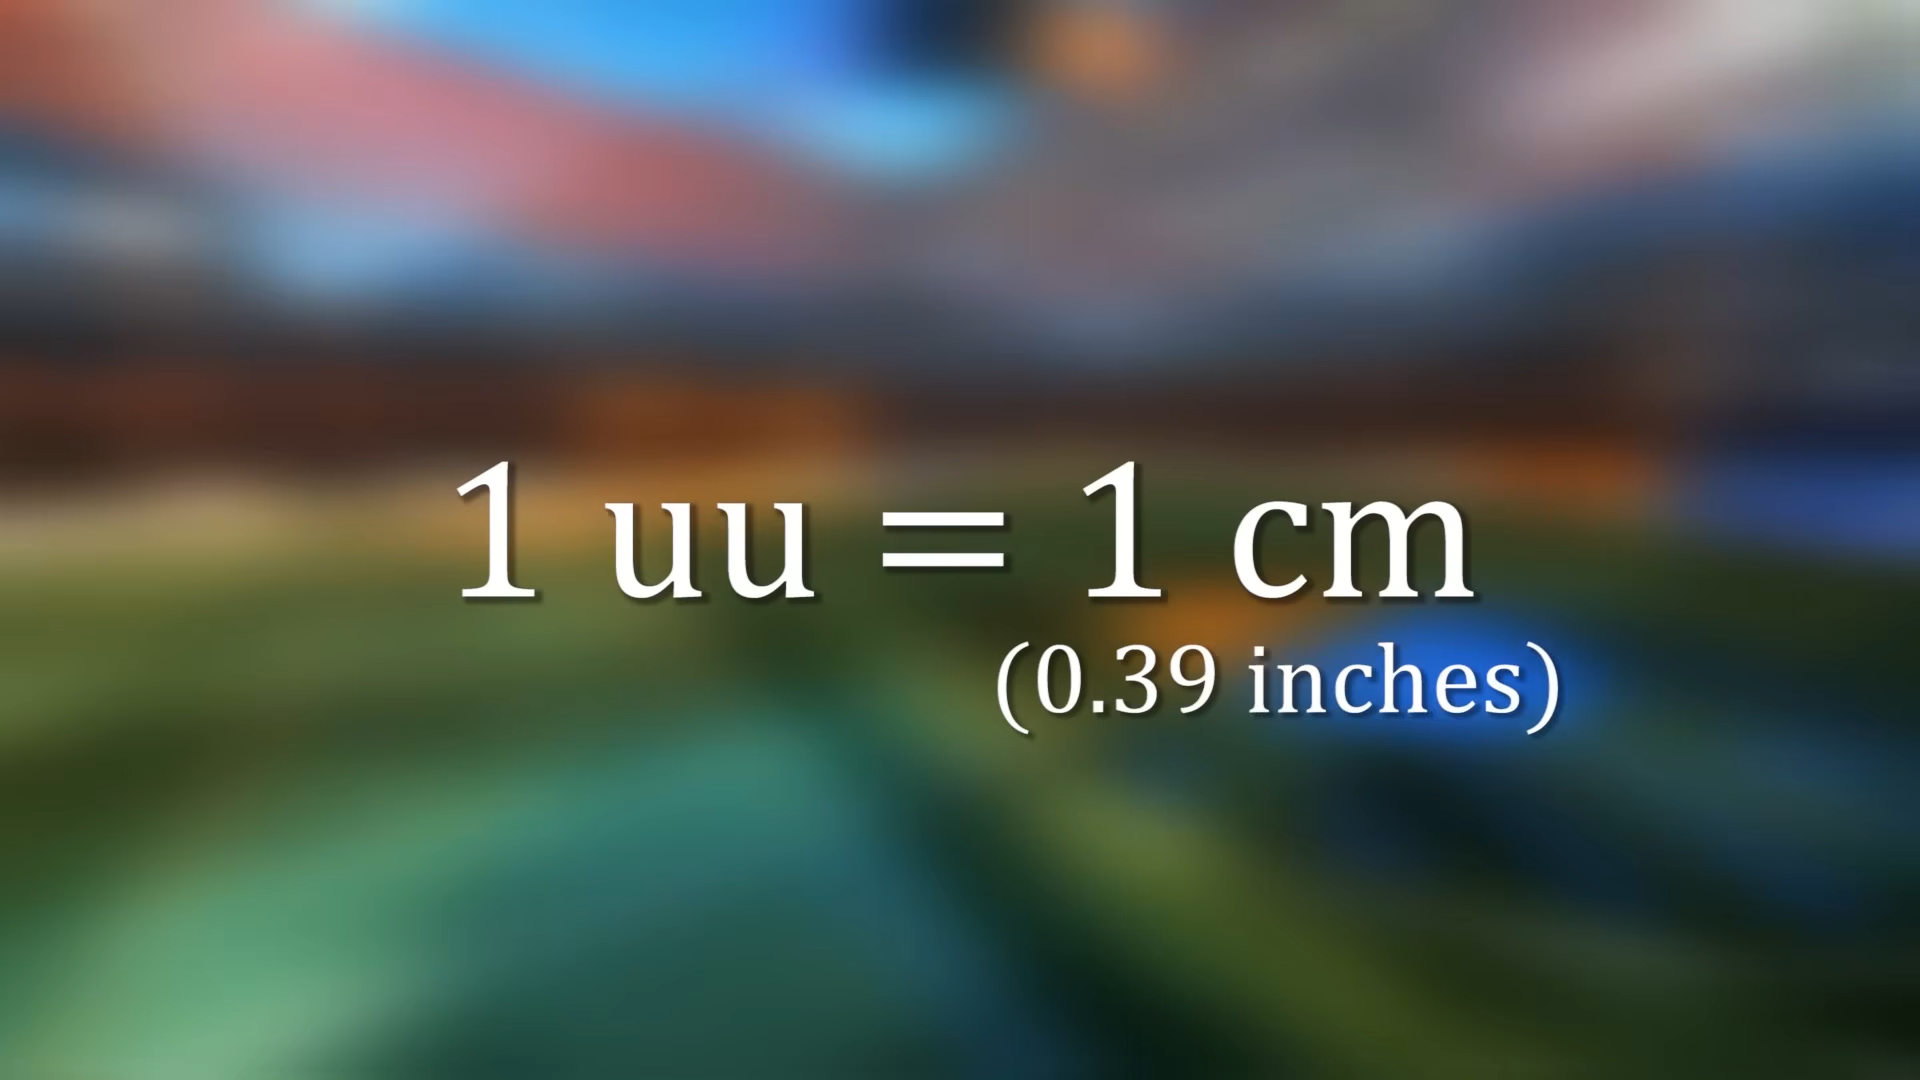 1 uu = 1 cm
(0.39 inches)